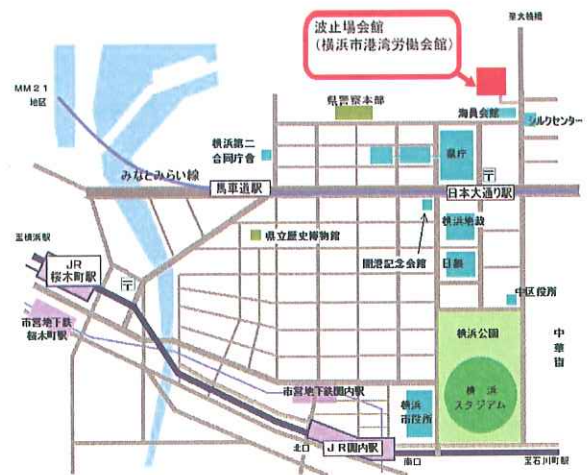 至大桟橋
波止場会館
(横浜市港湾労働会館)
MM21
地区
県警察本部
海員会館
シルクセンター
横浜第二
合同庁舎
県庁
みなとみらい線
馬車道駅
日本大通り駅
横浜地裁
県立歴史博物館
開港記念会館
日銀
至横浜駅
JR
桜木町駅
中区役所
市営地下鉄
桜木町駅
横浜公園
中華街
横浜
スタジアム
市営地下鉄関内駅
横浜
市役所
北口
JR関内駅
南口
至石川町駅